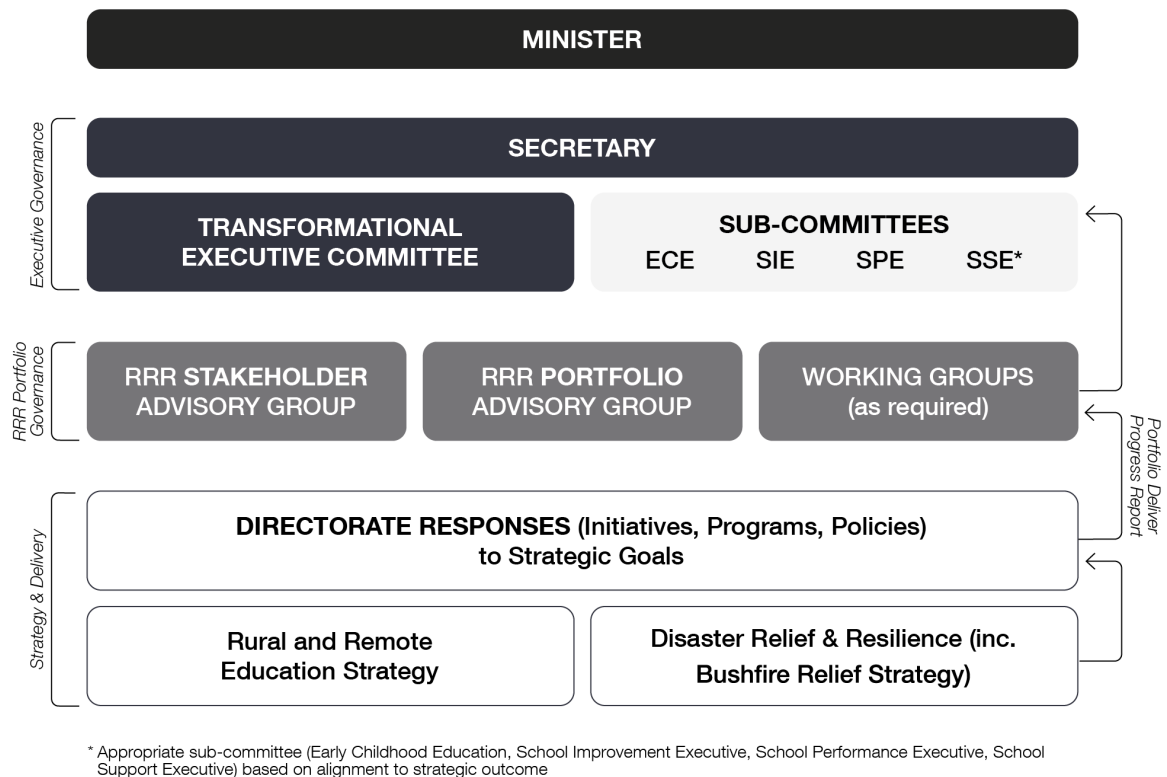 MINISTER
Executive Governance
SECRETARY
TRANSFORMATIONAL
EXECUTIVE COMMITTEE
SUB-COMMITTEES
ECE SIE SPE SSE*
RRR Portfolio
Governance
RRR STAKEHOLDER
ADVISORY GROUP
RRR PORTFOLIO
ADVISORY GROUP
WORKING GROUPS
(as required)
Portfolio Deliver
Progress Report
Strategy & Delivery
DIRECTORATE RESPONSES (Initiatives, Programs, Policies)
to Strategic Goals
Rural and Remote
Education Strategy
Disaster Relief & Resilience (inc.
Bushfire Relief Strategy)
* Appropriate sub-committee (Early Childhood Education, School Improvement Executive, School Performance Executive, School
Support Executive) based on alignment to strategic outcome